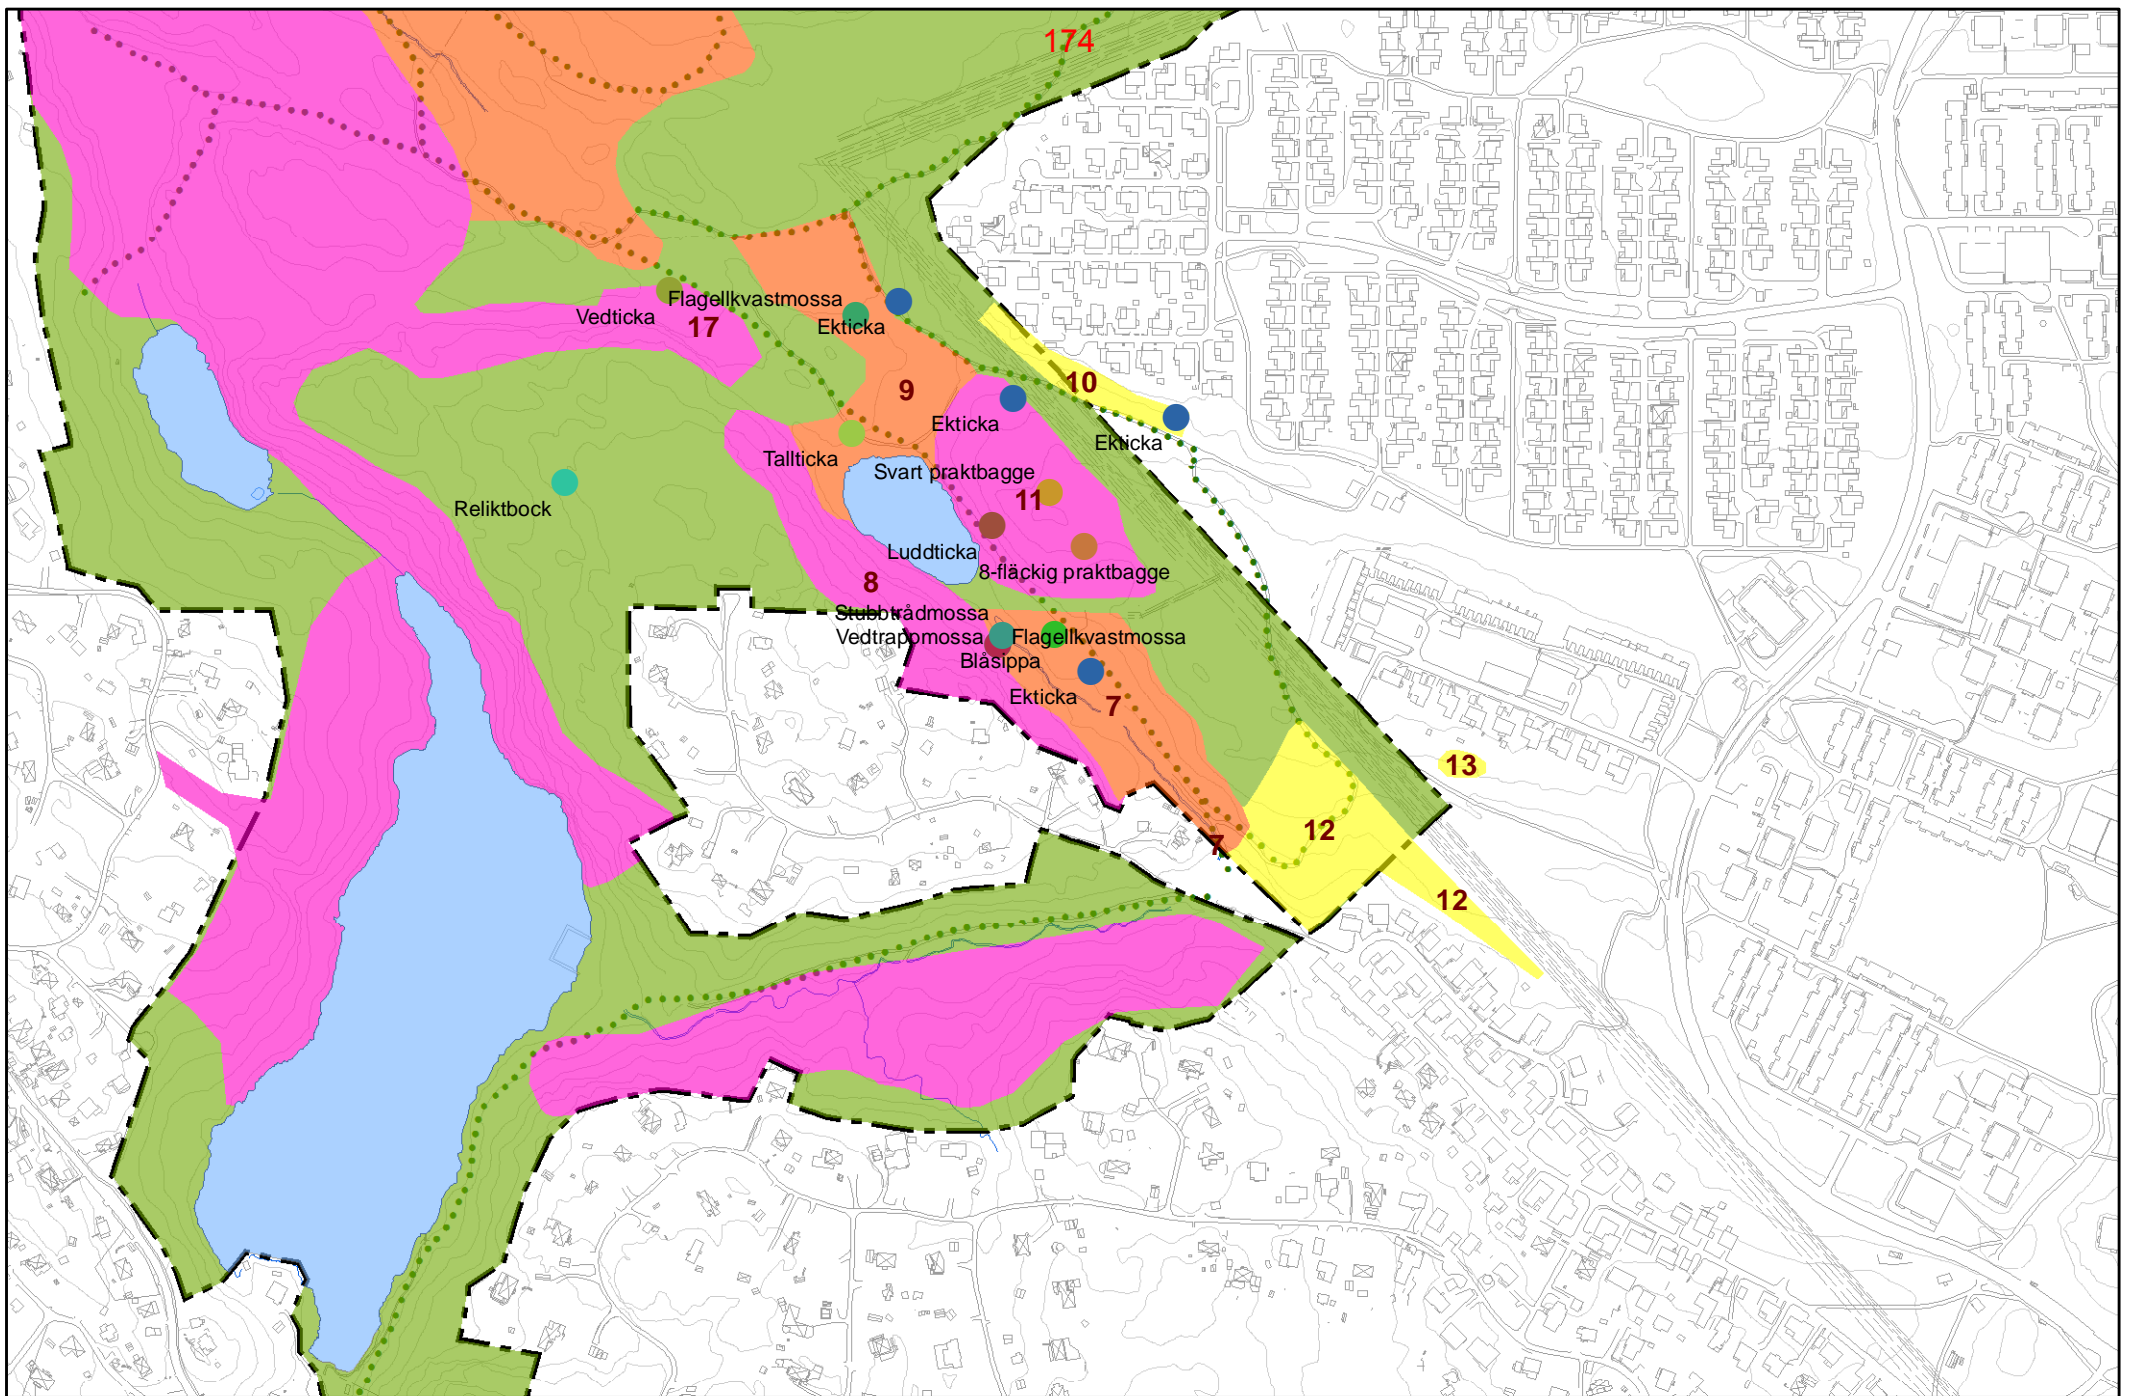 174
Flagellkvastmossa
Vedticka
17
Ekticka
10
9
Ekticka
Ekticka
Tallticka
Svart praktbagge
11
Reliktbock
Luddticka
8-fläckig praktbagge
8
Stubbtrådmossa
Vedtrappmossa
Flagellkvastmossa
Blåsippa
Ekticka
7
13
12
7
12